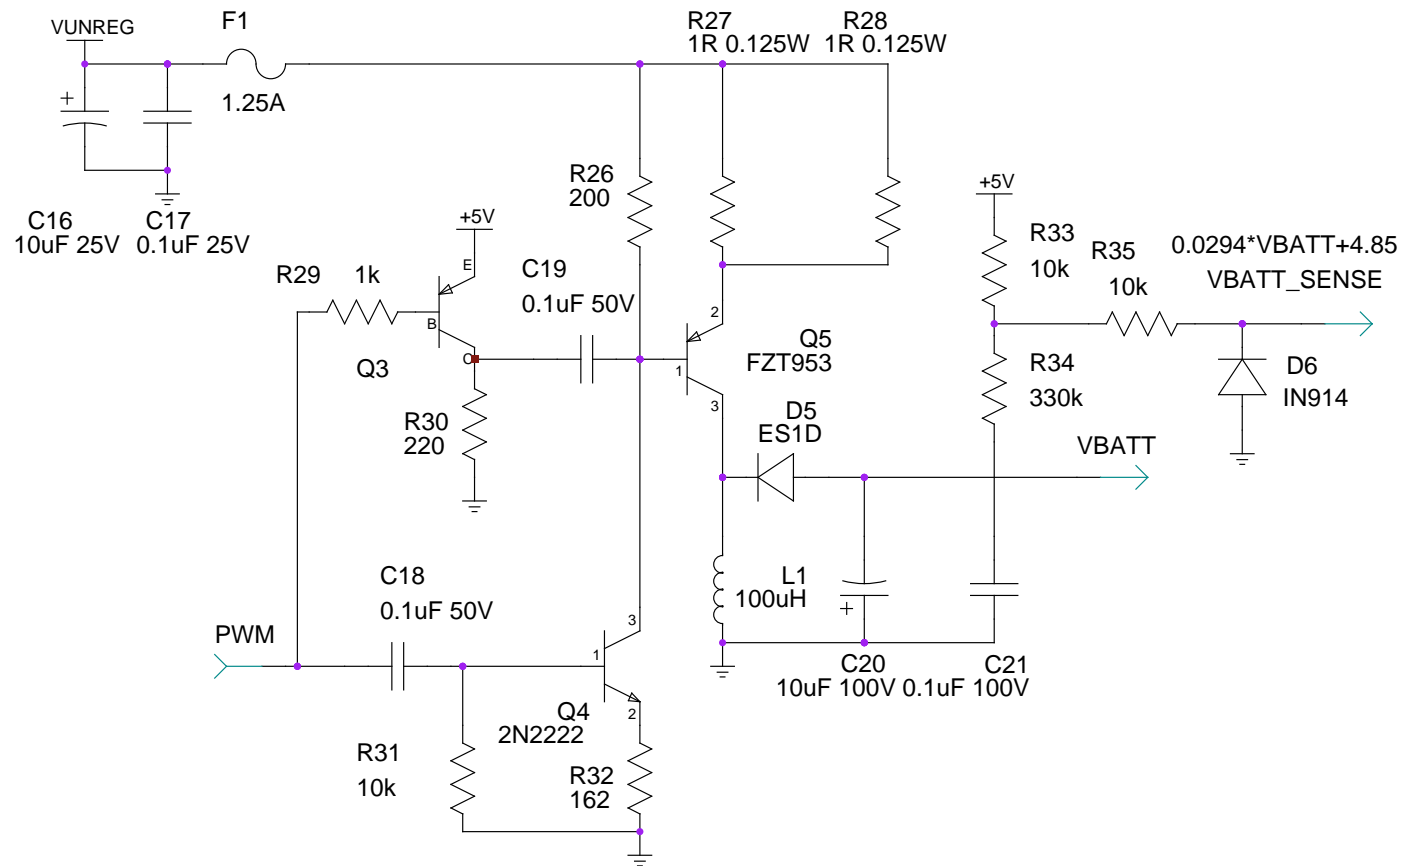 VUNREG
F1
1.25A
C16
10uF 25V
C17
0.1uF 25V
R27
1R 0.125W
R28
1R 0.125W
R26
200
+5V
E
B
C
R29
1k
Q3
C19
0.1uF 50V
R30
220
2
1
3
Q5
FZT953
D5
ES1D
+5V
R33
10k
R35
10k
0.0294*VBATT+4.85
VBATT_SENSE
R34
330k
D6
IN914
VBATT
L1
100uH
+
+
C20
10uF 100V
C21
0.1uF 100V
PWM
C18
0.1uF 50V
3
1
2
Q4
2N2222
R31
10k
R32
162